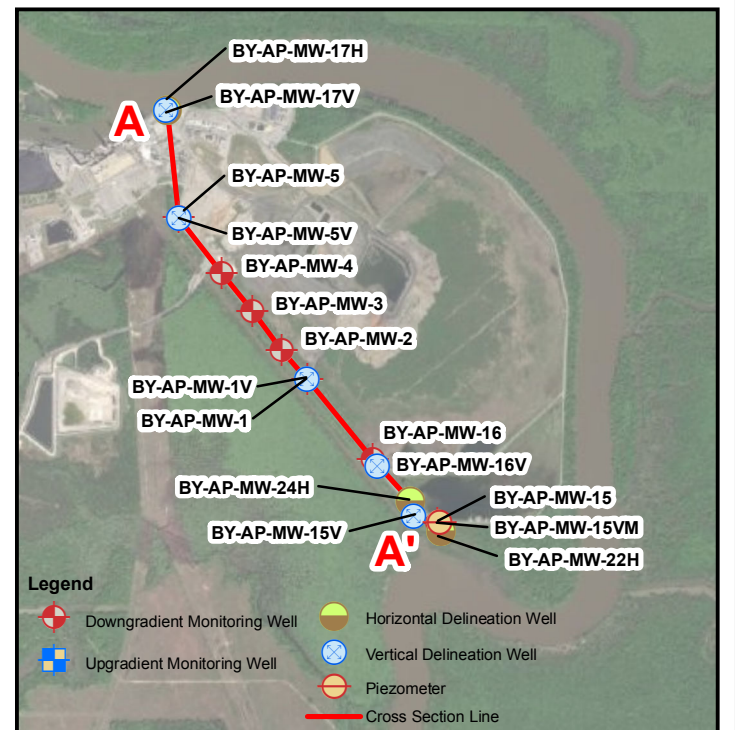 BY-AP-MW-17H
BY-AP-MW-17V
A
BY-AP-MW-5
BY-AP-MW-5V
BY-AP-MW-4
BY-AP-MW-3
BY-AP-MW-2
BY-AP-MW-1V
BY-AP-MW-1
BY-AP-MW-16
BY-AP-MW-16V
BY-AP-MW-24H
BY-AP-MW-15
BY-AP-MW-15V
BY-AP-MW-15VM
A'
BY-AP-MW-22H
Legend
Downgradient Monitoring Well
Upgradient Monitoring Well
Horizontal Delineation Well
Vertical Delineation Well
Piezometer
Cross Section Line